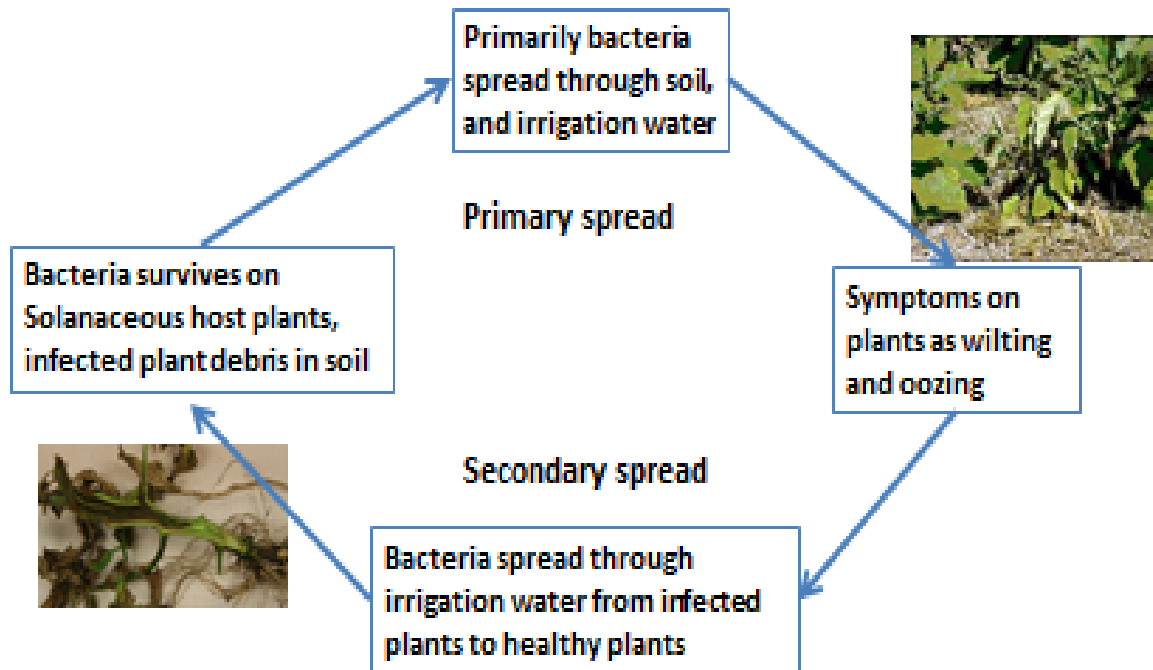 Primarily bacteria
spread through soil,
and irrigation water
Primary spread
Bacteria survives on
Solanaceous host plants,
infected plant debris in soil
Symptoms on
plants as wilting
and oozing
Secondary spread
Bacteria spread through
irrigation water from infected
plants to healthy plants